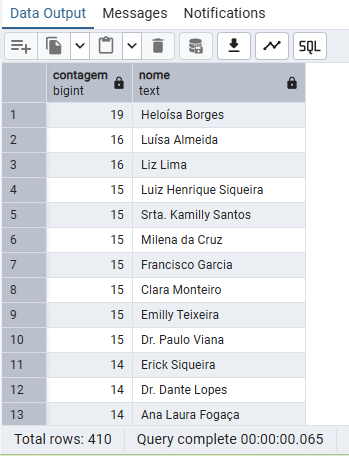 Data Output Messages Notifications
SQL
contagem nome
bigint text
1 19 Heloísa Borges
2 16 Luísa Almeida
3 16 Liz Lima
4 15 Luiz Henrique Siqueira
5 15 Srta. Kamilly Santos
6 15 Milena da Cruz
7 15 Francisco Garcia
8 15 Clara Monteiro
9 15 Emilly Teixeira
10 15 Dr. Paulo Viana
11 14 Erick Siqueira
12 14 Dr. Dante Lopes
13 14 Ana Laura Fogaça
Total rows: 410 Query complete 00:00:00.065